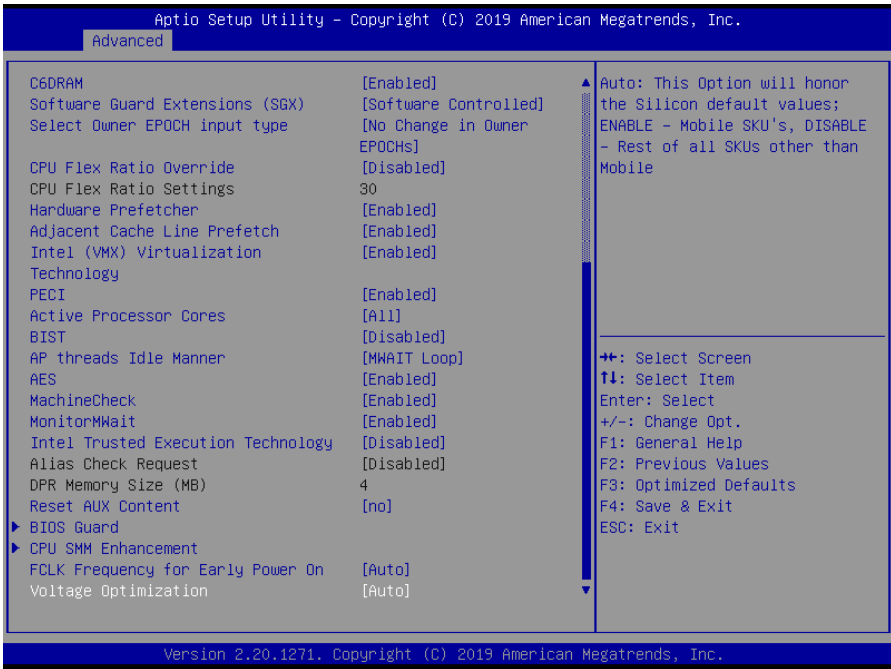 Aptio Setup Utility – Copyright (C) 2019 American Megatrends, Inc.
Advanced
C6DRAM [Enabled]
Software Guard Extensions (SGX) [Software Controlled]
Select Owner EPOCH input type [No Change in Owner
EPOCHs]
CPU Flex Ratio Override [Disabled]
CPU Flex Ratio Settings 30
Hardware Prefetcher [Enabled]
Adjacent Cache Line Prefetch [Enabled]
Intel (VMX) Virtualization [Enabled]
Technology
PECI [Enabled]
Active Processor Cores [All]
BIST [Disabled]
AP threads Idle Manner [MWAIT Loop]
AES [Enabled]
MachineCheck [Enabled]
MonitorMWait [Enabled]
Intel Trusted Execution Technology [Disabled]
Alias Check Request [Disabled]
DPR Memory Size (MB) 4
Reset AUX Content [no]
BIOS Guard
CPU SMM Enhancement
FCLK Frequency for Early Power On [Auto]
Voltage Optimization [Auto]
Auto: This Option will honor
the Silicon default values;
ENABLE – Mobile SKU's, DISABLE
– Rest of all SKUs other than
Mobile
→←: Select Screen
↑↓: Select Item
Enter: Select
+/-: Change Opt.
F1: General Help
F2: Previous Values
F3: Optimized Defaults
F4: Save & Exit
ESC: Exit
Version 2.20.1271. Copyright (C) 2019 American Megatrends, Inc.